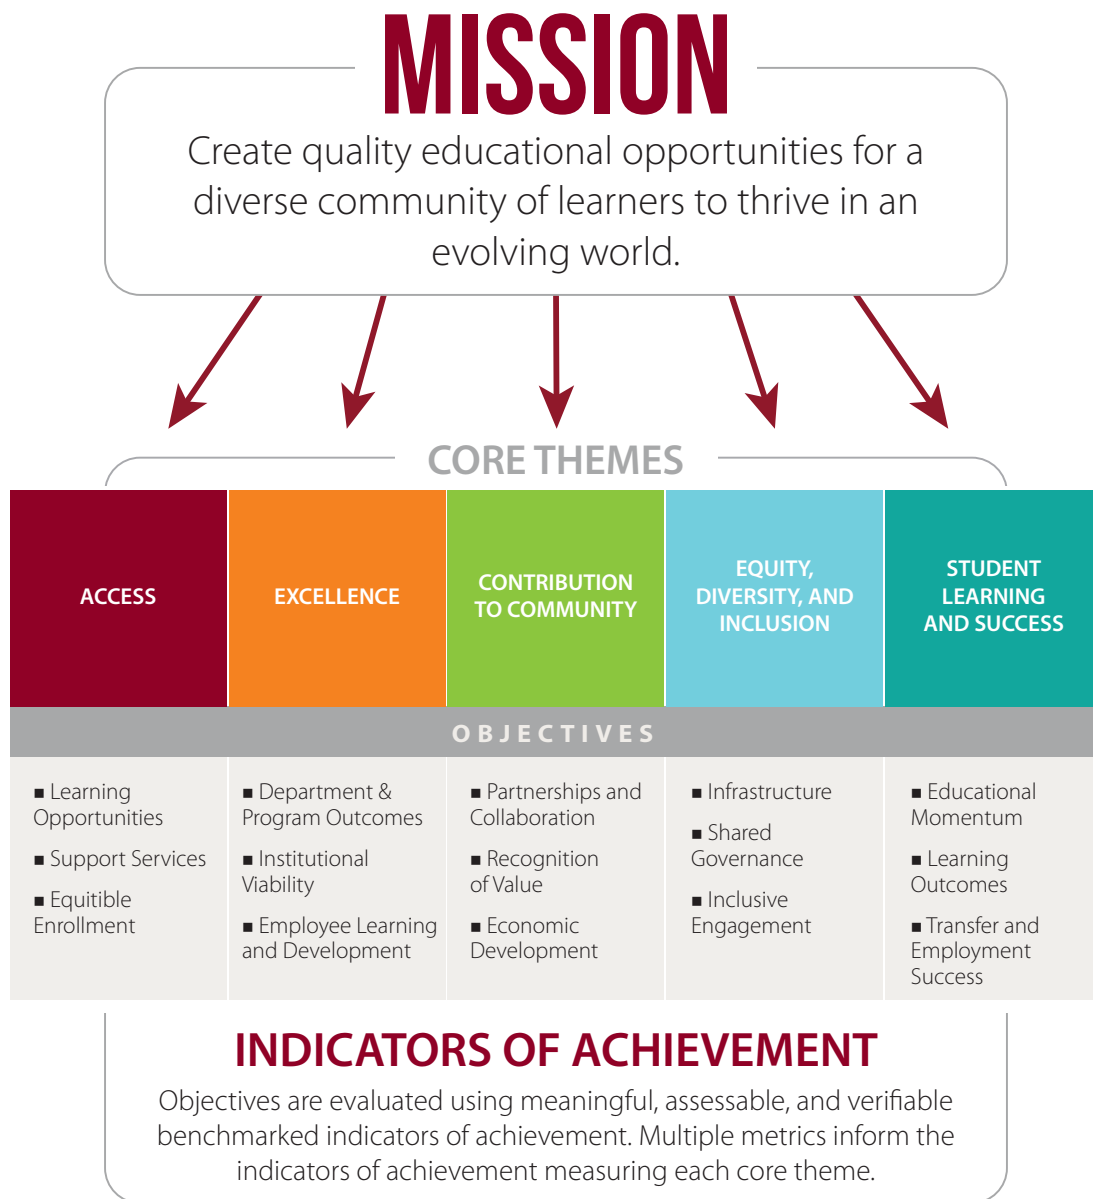 MISSION
Create quality educational opportunities for a
diverse community of learners to thrive in an
evolving world.
CORE THEMES
ACCESS
EXCELLENCE
CONTRIBUTION
TO COMMUNITY
EQUITY,
DIVERSITY, AND
INCLUSION
STUDENT
LEARNING
AND SUCCESS
OBJECTIVES
■ Learning
Opportunities
■ Support Services
■ Equitible
Enrollment
■ Department &
Program Outcomes
■ Institutional
Viability
■ Employee Learning
and Development
■ Partnerships and
Collaboration
■ Recognition
of Value
■ Economic
Development
■ Infrastructure
■ Shared
Governance
■ Inclusive
Engagement
■ Educational
Momentum
■ Learning
Outcomes
■ Transfer and
Employment
Success
INDICATORS OF ACHIEVEMENT
Objectives are evaluated using meaningful, assessable, and verifiable
benchmarked indicators of achievement. Multiple metrics inform the
indicators of achievement measuring each core theme.